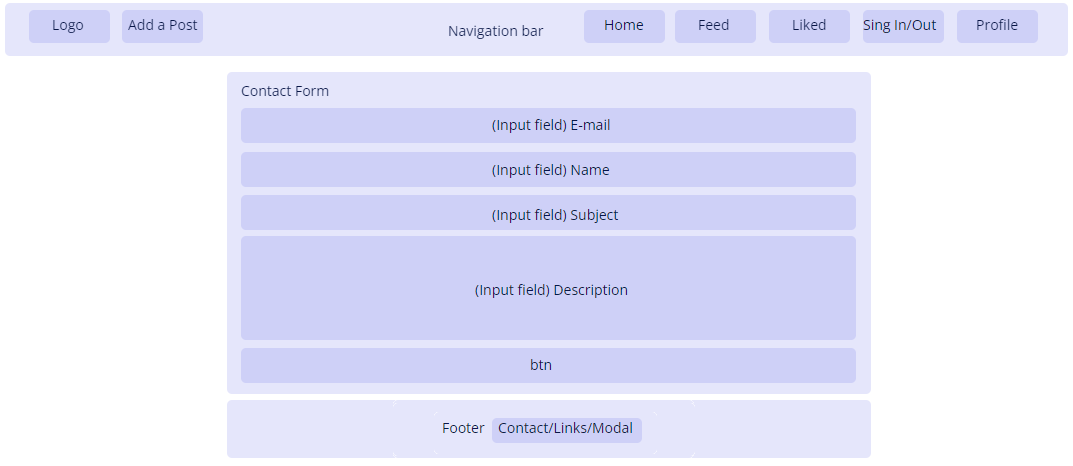 Logo
Add a Post
Navigation bar
Home
Feed
Liked
Sing In/Out
Profile
Contact Form
(Input field) E-mail
(Input field) Name
(Input field) Subject
(Input field) Description
btn
Footer
Contact/Links/Modal